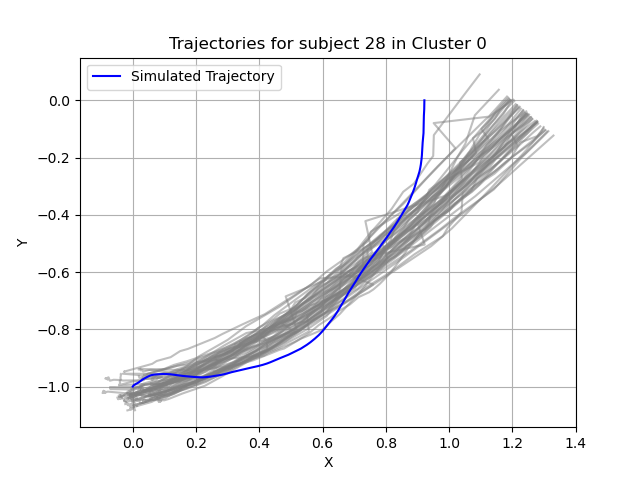 Trajectories for subject 28 in Cluster 0
Simulated Trajectory
0.0
−0.2
−0.4
−0.6
−0.8
−1.0
Y
0.0 0.2 0.4 0.6 0.8 1.0 1.2 1.4
X